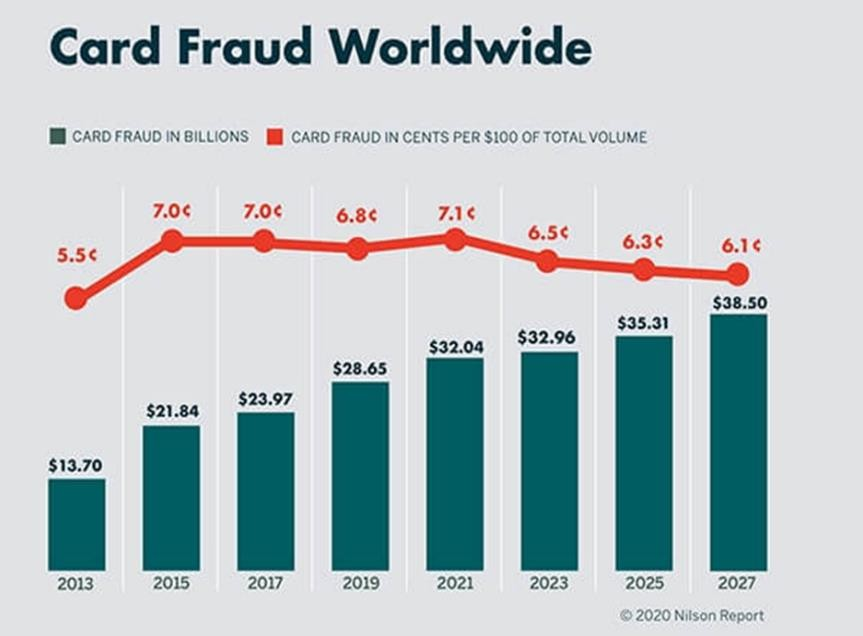 Card Fraud Worldwide
CARD FRAUD IN BILLIONS CARD FRAUD IN CENTS PER $100 OF TOTAL VOLUME
5.5¢ 7.0¢ 7.0¢ 6.8¢ 7.1¢ 6.5¢ 6.3¢ 6.1¢
$13.70 $21.84 $23.97 $28.65 $32.04 $32.96 $35.31 $38.50
2013 2015 2017 2019 2021 2023 2025 2027
© 2020 Nilson Report